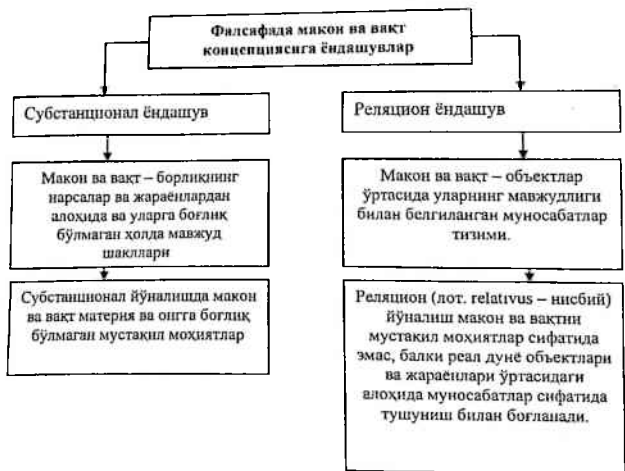 Фалсафада макон ва вақт
концепциясига ёндашувлар
Субстанционал ёндашув
Реляцион ёндашув
Макон ва вақт – борлиқнинг
нарсалар ва жараёнлардан
алоҳида ва уларга боғлиқ
бўлмаган ҳолда мавжуд
шакллари
Макон ва вақт – объектлар
ўртасида уларнинг мавжудлиги
билан белгиланган муносабатлар
тизими.
Субстанционал йўналишда макон
ва вақт материя ва онгга боғлиқ
бўлмаган мустақил моҳиятлар
Реляцион (лот. relativus – нисбий)
йўналиш макон ва вақтни
мустақил моҳиятлар сифатида
эмас, балки реал дунё объектлари
ва жараёнлари ўртасидаги
алоҳида муносабатлар сифатида
тушуниш билан боғланади.